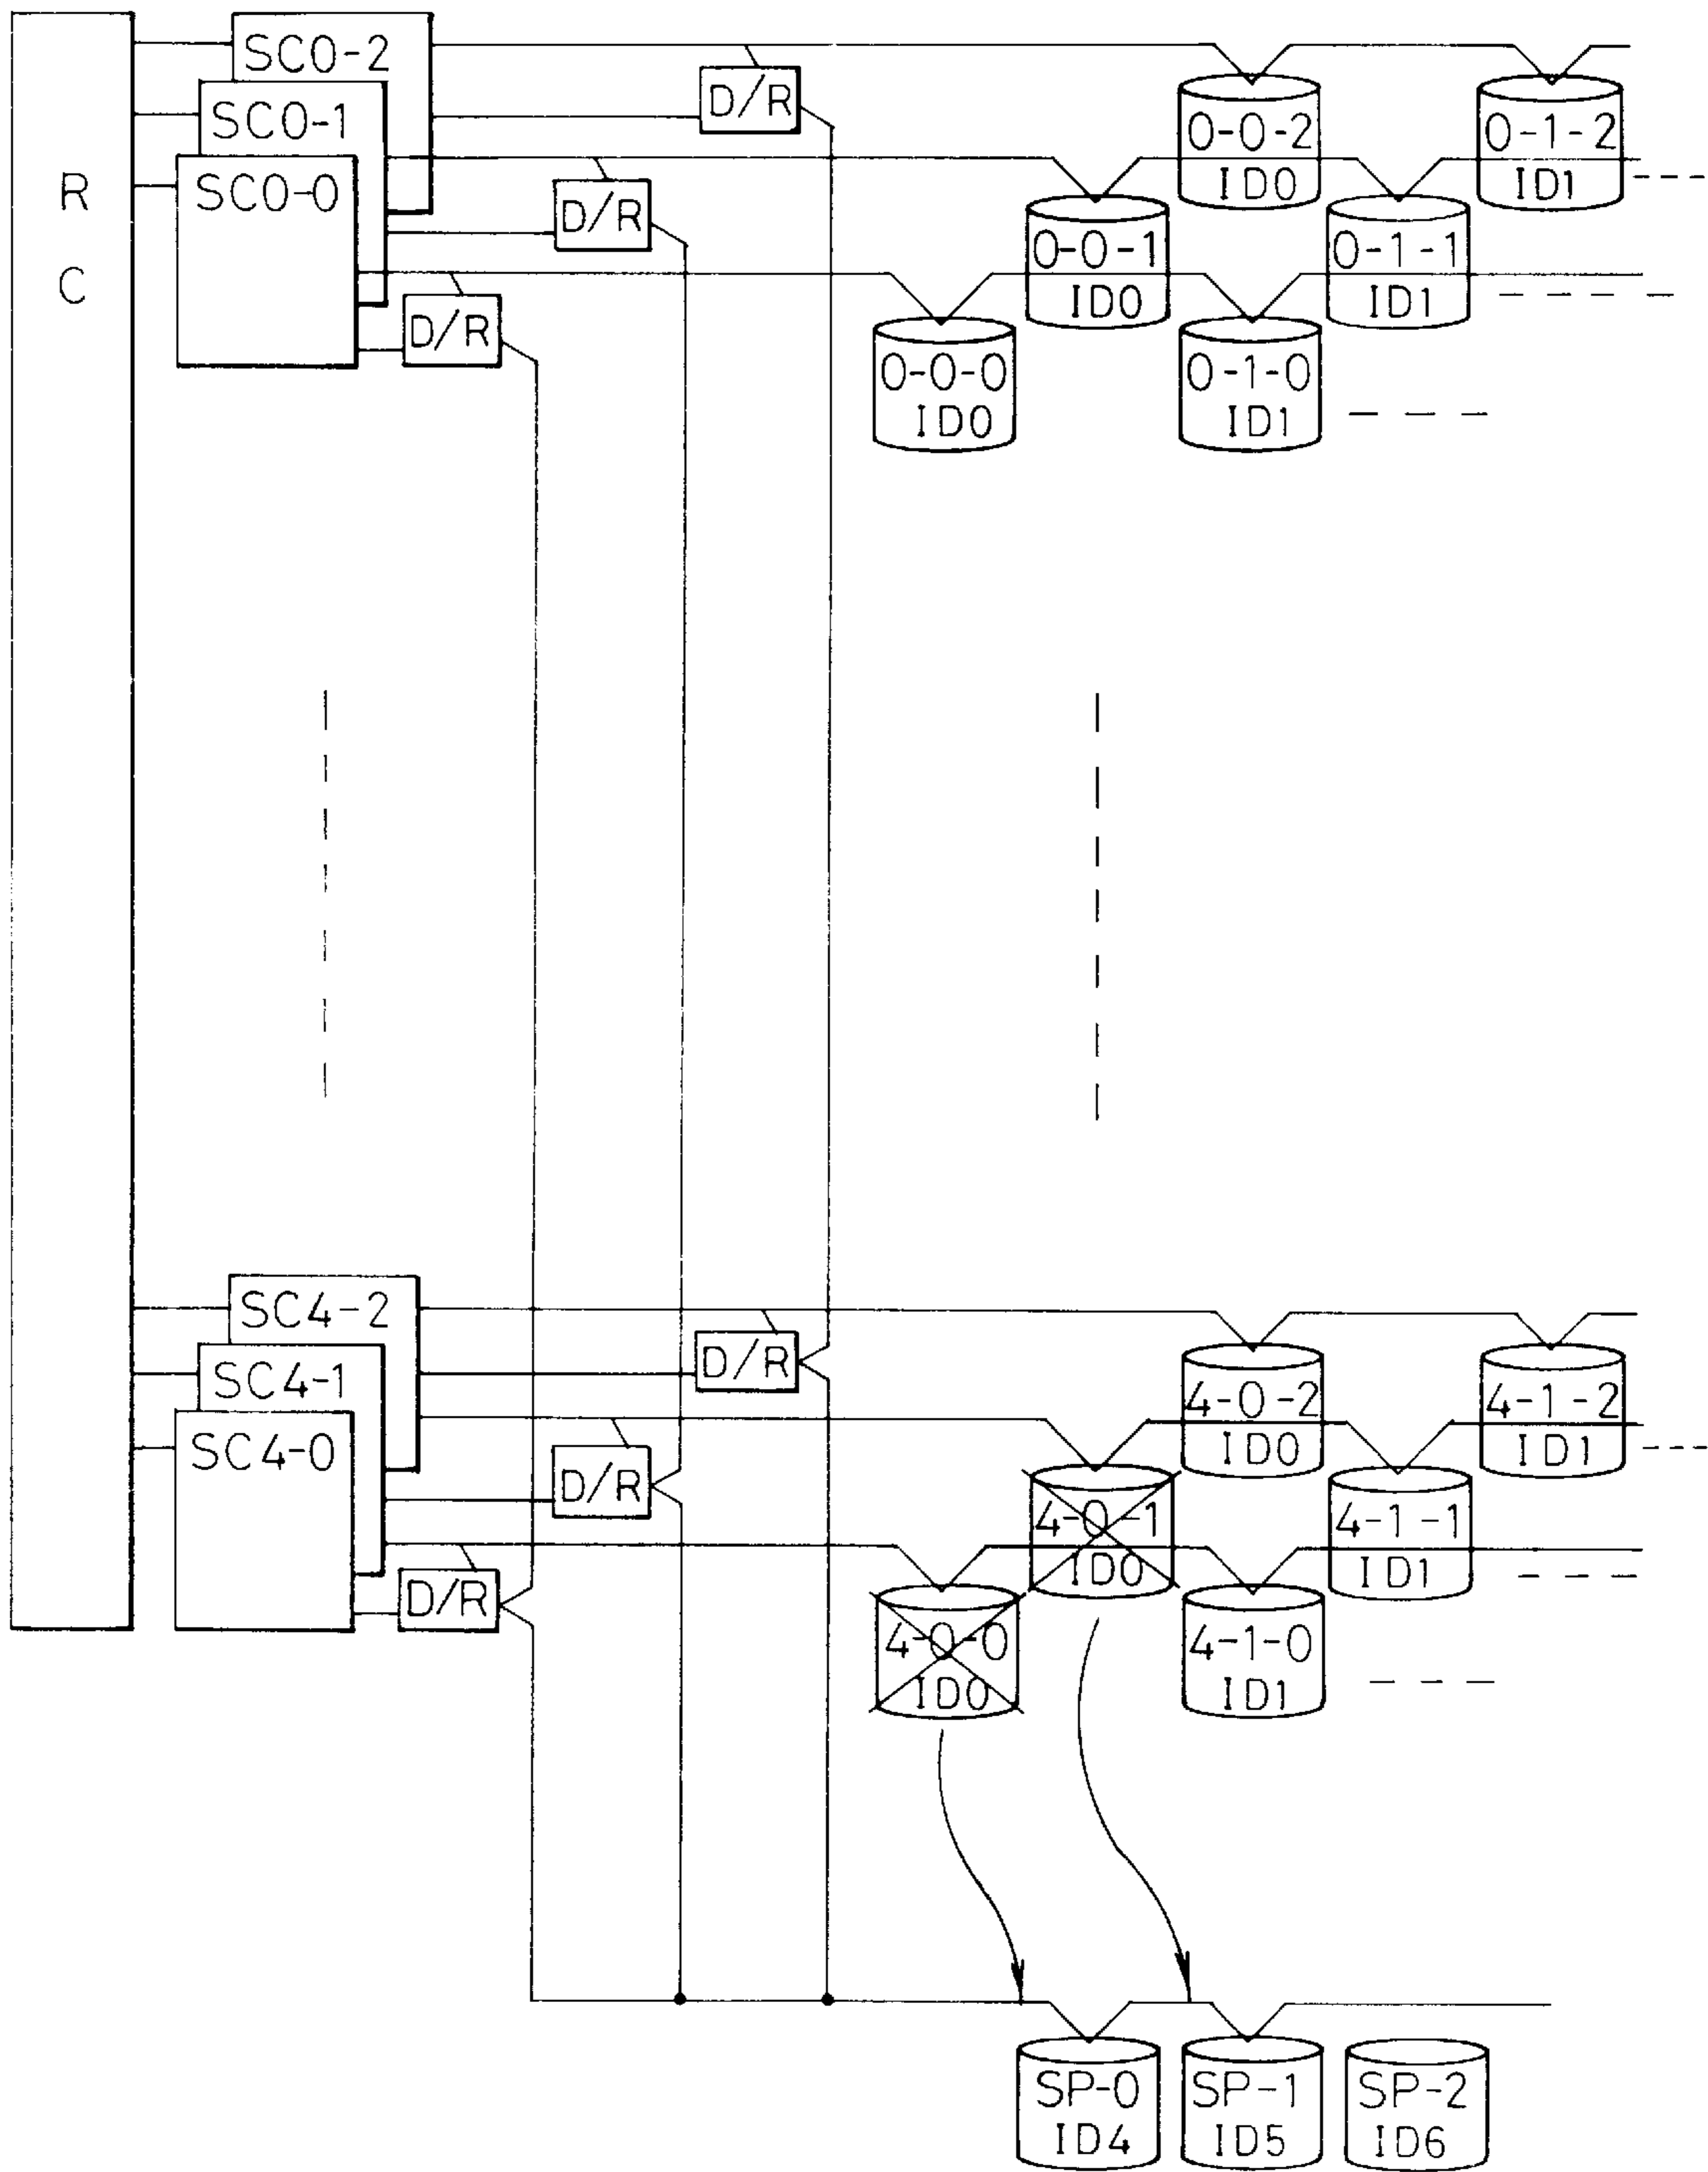 R
C
SC0-2
SC0-1
SC0-0
D/R
D/R
D/R
0-0-2
ID0
0-1-2
ID1
0-0-1
ID0
0-1-1
ID1
0-0-0
ID0
0-1-0
ID1
SC4-2
SC4-1
SC4-0
D/R
D/R
D/R
4-0-2
ID0
4-1-2
ID1
4-0-1
ID0
4-1-1
ID1
4-0-0
ID0
4-1-0
ID1
SP-0
ID4
SP-1
ID5
SP-2
ID6